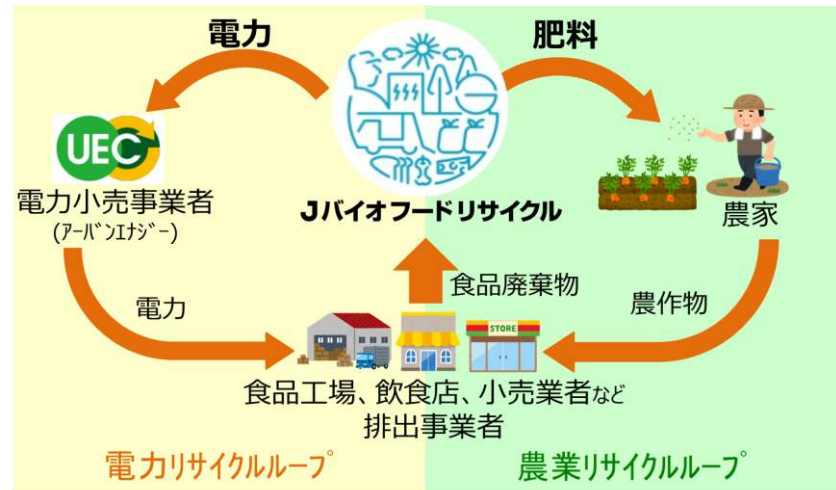 電力
肥料
UEC
電力小売事業者
(ｱｰﾊﾞﾝｴﾅｼﾞｰ)
Jバイオフードリサイクル
農家
電力
食品廃棄物
農作物
STORE
食品工場、飲食店、小売業者など
排出事業者
電力ﾘｻｲｸﾙﾙｰﾌﾟ
農業ﾘｻｲｸﾙﾙｰﾌﾟ